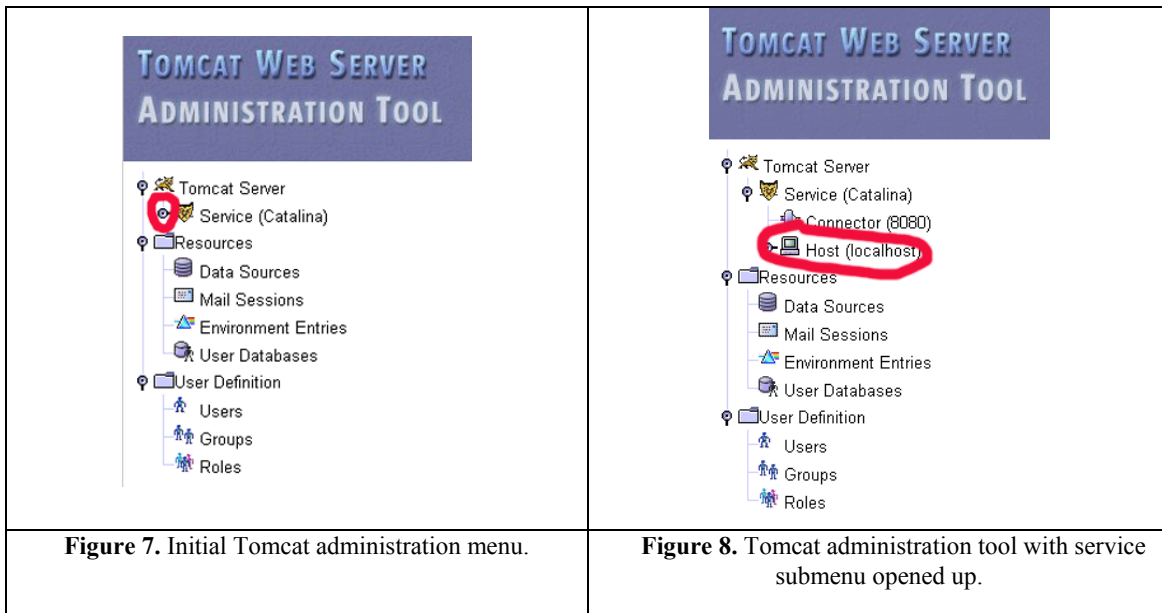 TOMCAT WEB SERVER
ADMINISTRATION TOOL
Tomcat Server
Service (Catalina)
Resources
Data Sources
Mail Sessions
Environment Entries
User Databases
User Definition
Users
Groups
Roles
Figure 7. Initial Tomcat administration menu.
TOMCAT WEB SERVER
ADMINISTRATION TOOL
Tomcat Server
Service (Catalina)
Connector (8080)
Host (localhost)
Resources
Data Sources
Mail Sessions
Environment Entries
User Databases
User Definition
Users
Groups
Roles
Figure 8. Tomcat administration tool with service
submenu opened up.